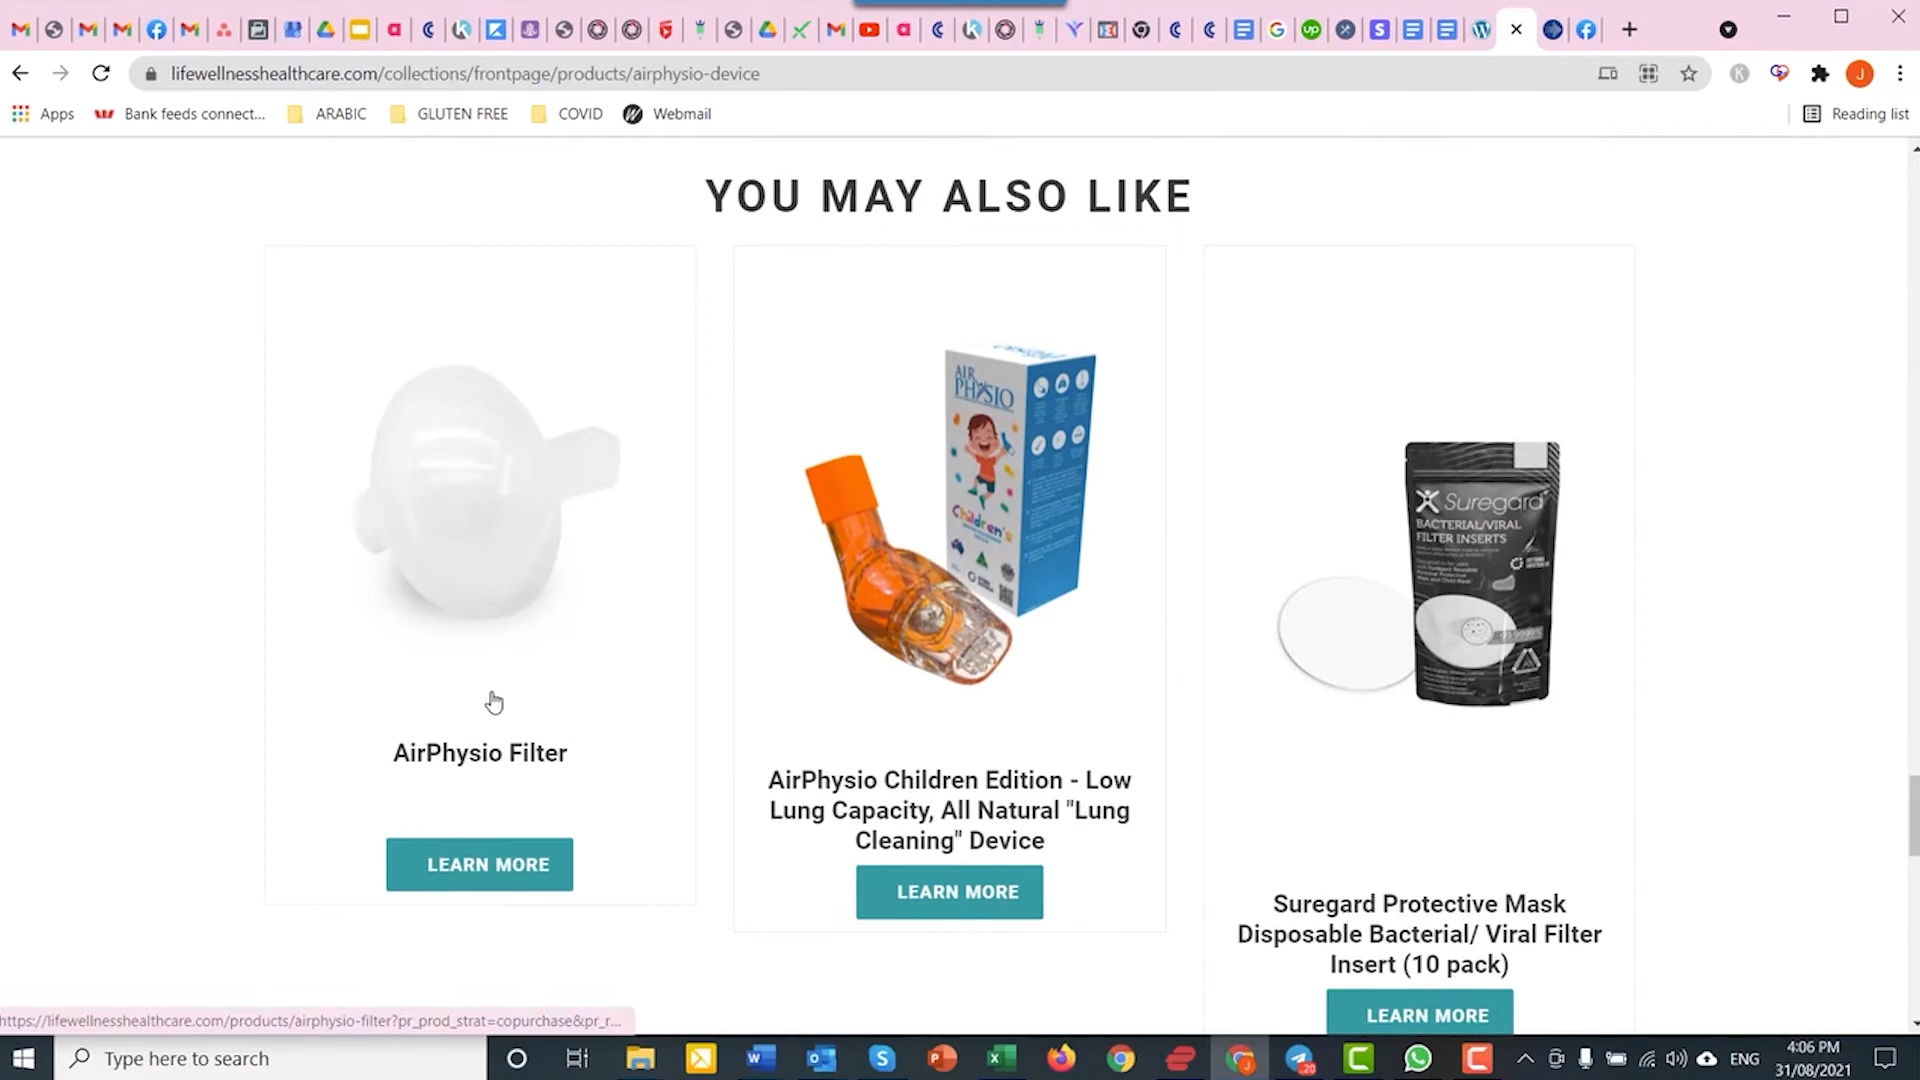 lifewellnesshealthcare.com/collections/frontpage/products/airphysio-device
Apps
Bank feeds connect...
ARABIC
GLUTEN FREE
COVID
Webmail
Reading list
YOU MAY ALSO LIKE
AIR
PHYSIO
Children's
Suregard
BACTERIAL/VIRAL
FILTER INSERTS
AirPhysio Filter
LEARN MORE
AirPhysio Children Edition - Low
Lung Capacity, All Natural "Lung
Cleaning" Device
LEARN MORE
Suregard Protective Mask
Disposable Bacterial/ Viral Filter
Insert (10 pack)
LEARN MORE
https://lifewellnesshealthcare.com/products/airphysio-filter?pr_prod_strat=copurchase&pr_r...
Type here to search
ENG
4:06 PM
31/08/2021